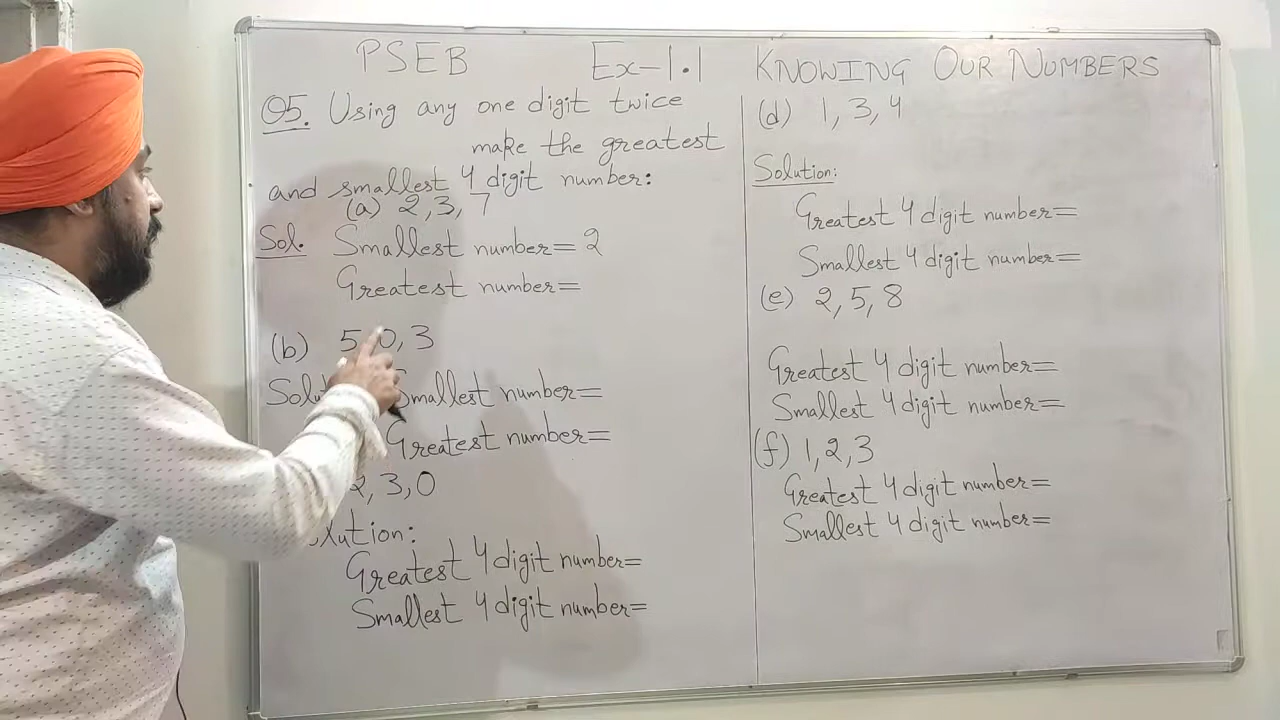 PSEB Ex-1.1 KNOWING OUR NUMBERS
Q5. Using any one digit twice
make the greatest
and smallest 4 digit number:
(a) 2, 3, 7
Sol. Smallest number= 2
Greatest number=
(b) 5, 0, 3
Smallest number=
Greatest number=
2, 3, 0
Greatest 4 digit number=
Smallest 4 digit number=
(d) 1, 3, 4
Solution:
Greatest 4 digit number=
Smallest 4 digit number=
(e) 2, 5, 8
Greatest 4 digit number=
Smallest 4 digit number=
(f) 1, 2, 3
Greatest 4 digit number=
Smallest 4 digit number=